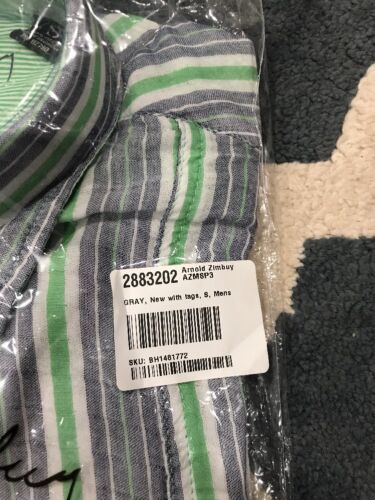 2883202 Arnold Zimbuy
AZMSP3
GRAY, New with tags, S, Mens
SKU: BH1461772